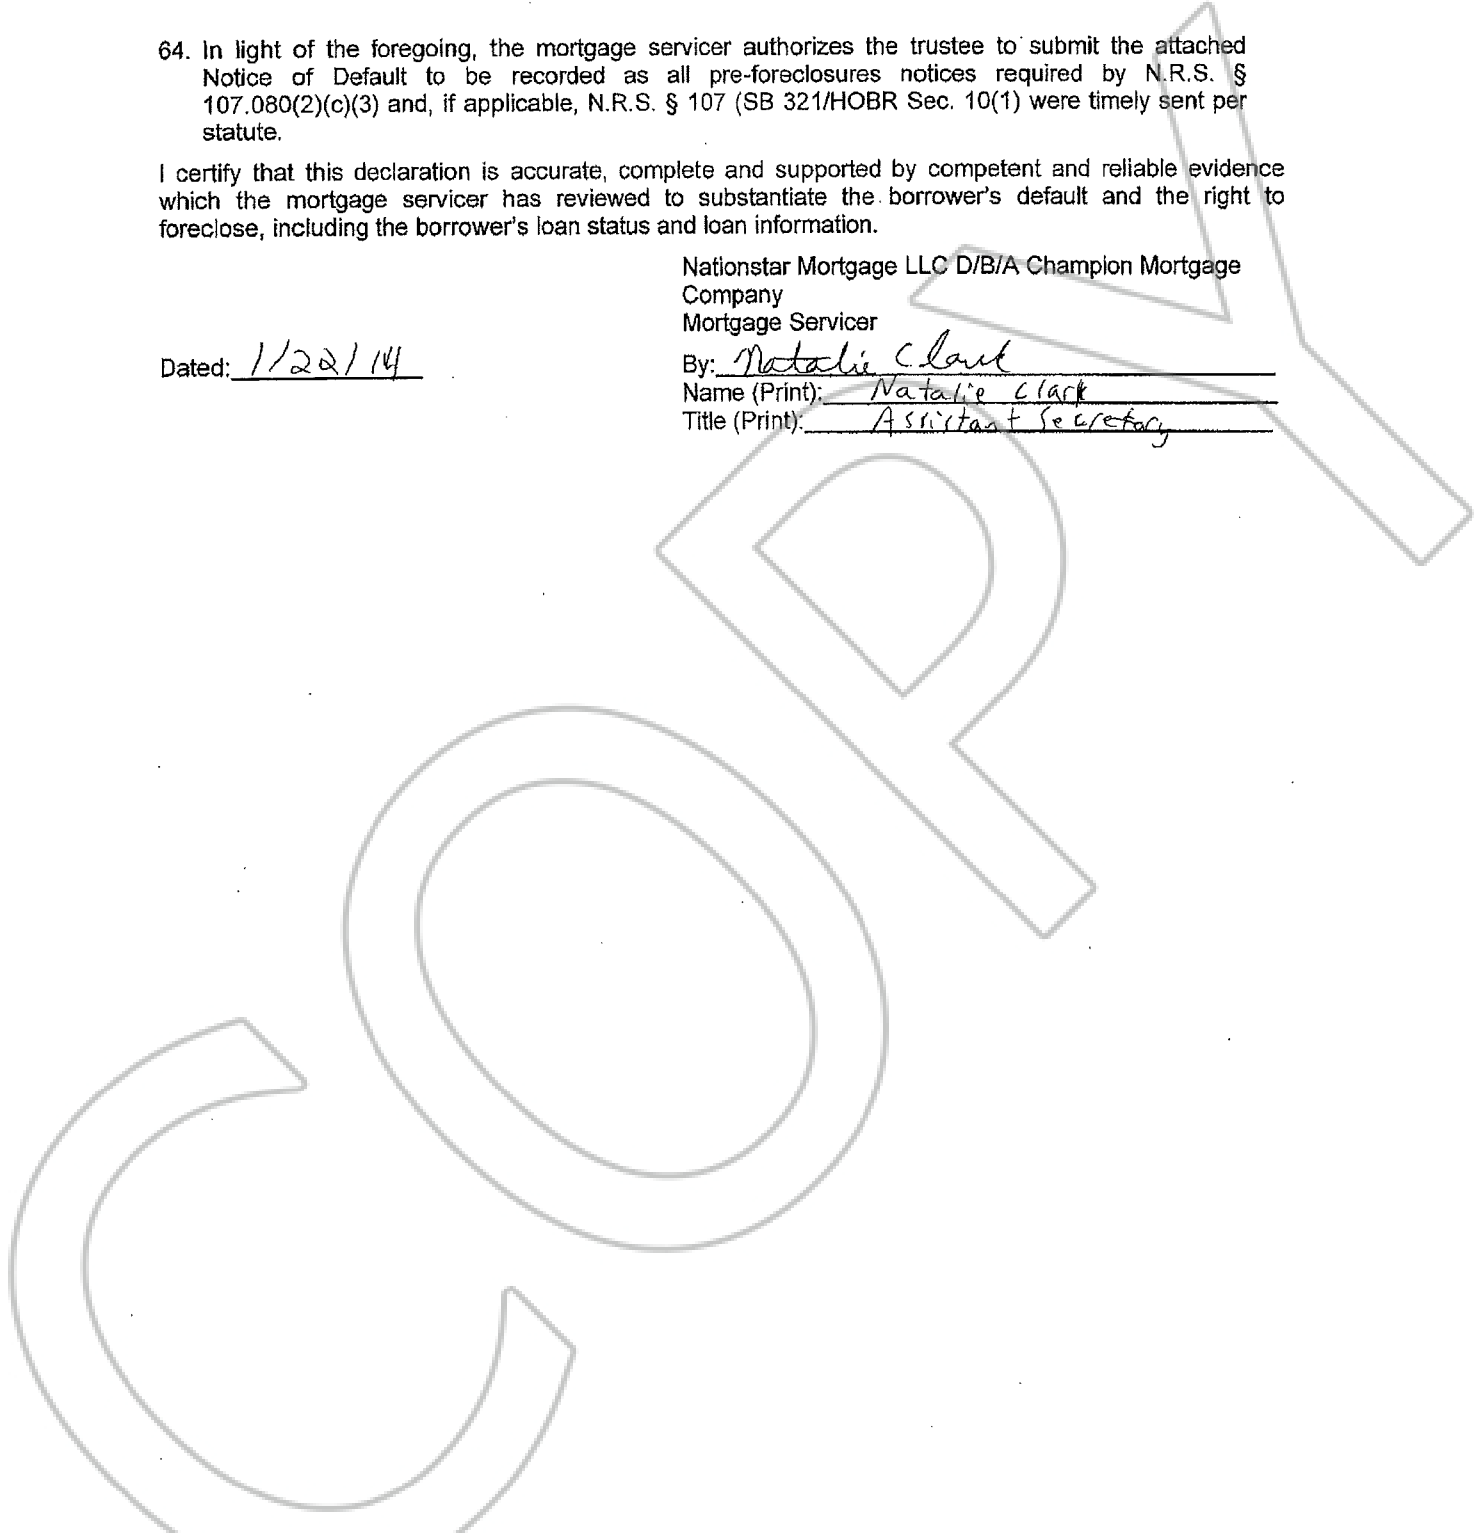 64. In light of the foregoing, the mortgage servicer authorizes the trustee to submit the attached
Notice of Default to be recorded as all pre-foreclosures notices required by N.R.S. §
107.080(2)(c)(3) and, if applicable, N.R.S. § 107 (SB 321/HOBR Sec. 10(1) were timely sent per
statute.
I certify that this declaration is accurate, complete and supported by competent and reliable evidence
which the mortgage servicer has reviewed to substantiate the borrower's default and the right to
foreclose, including the borrower's loan status and loan information.
Nationstar Mortgage LLC D/B/A Champion Mortgage
Company
Mortgage Servicer
Dated: 1/22/14
By: Natalie Clark
Name (Print): Natalie Clark
Title (Print): Assistant Secretary
COPY